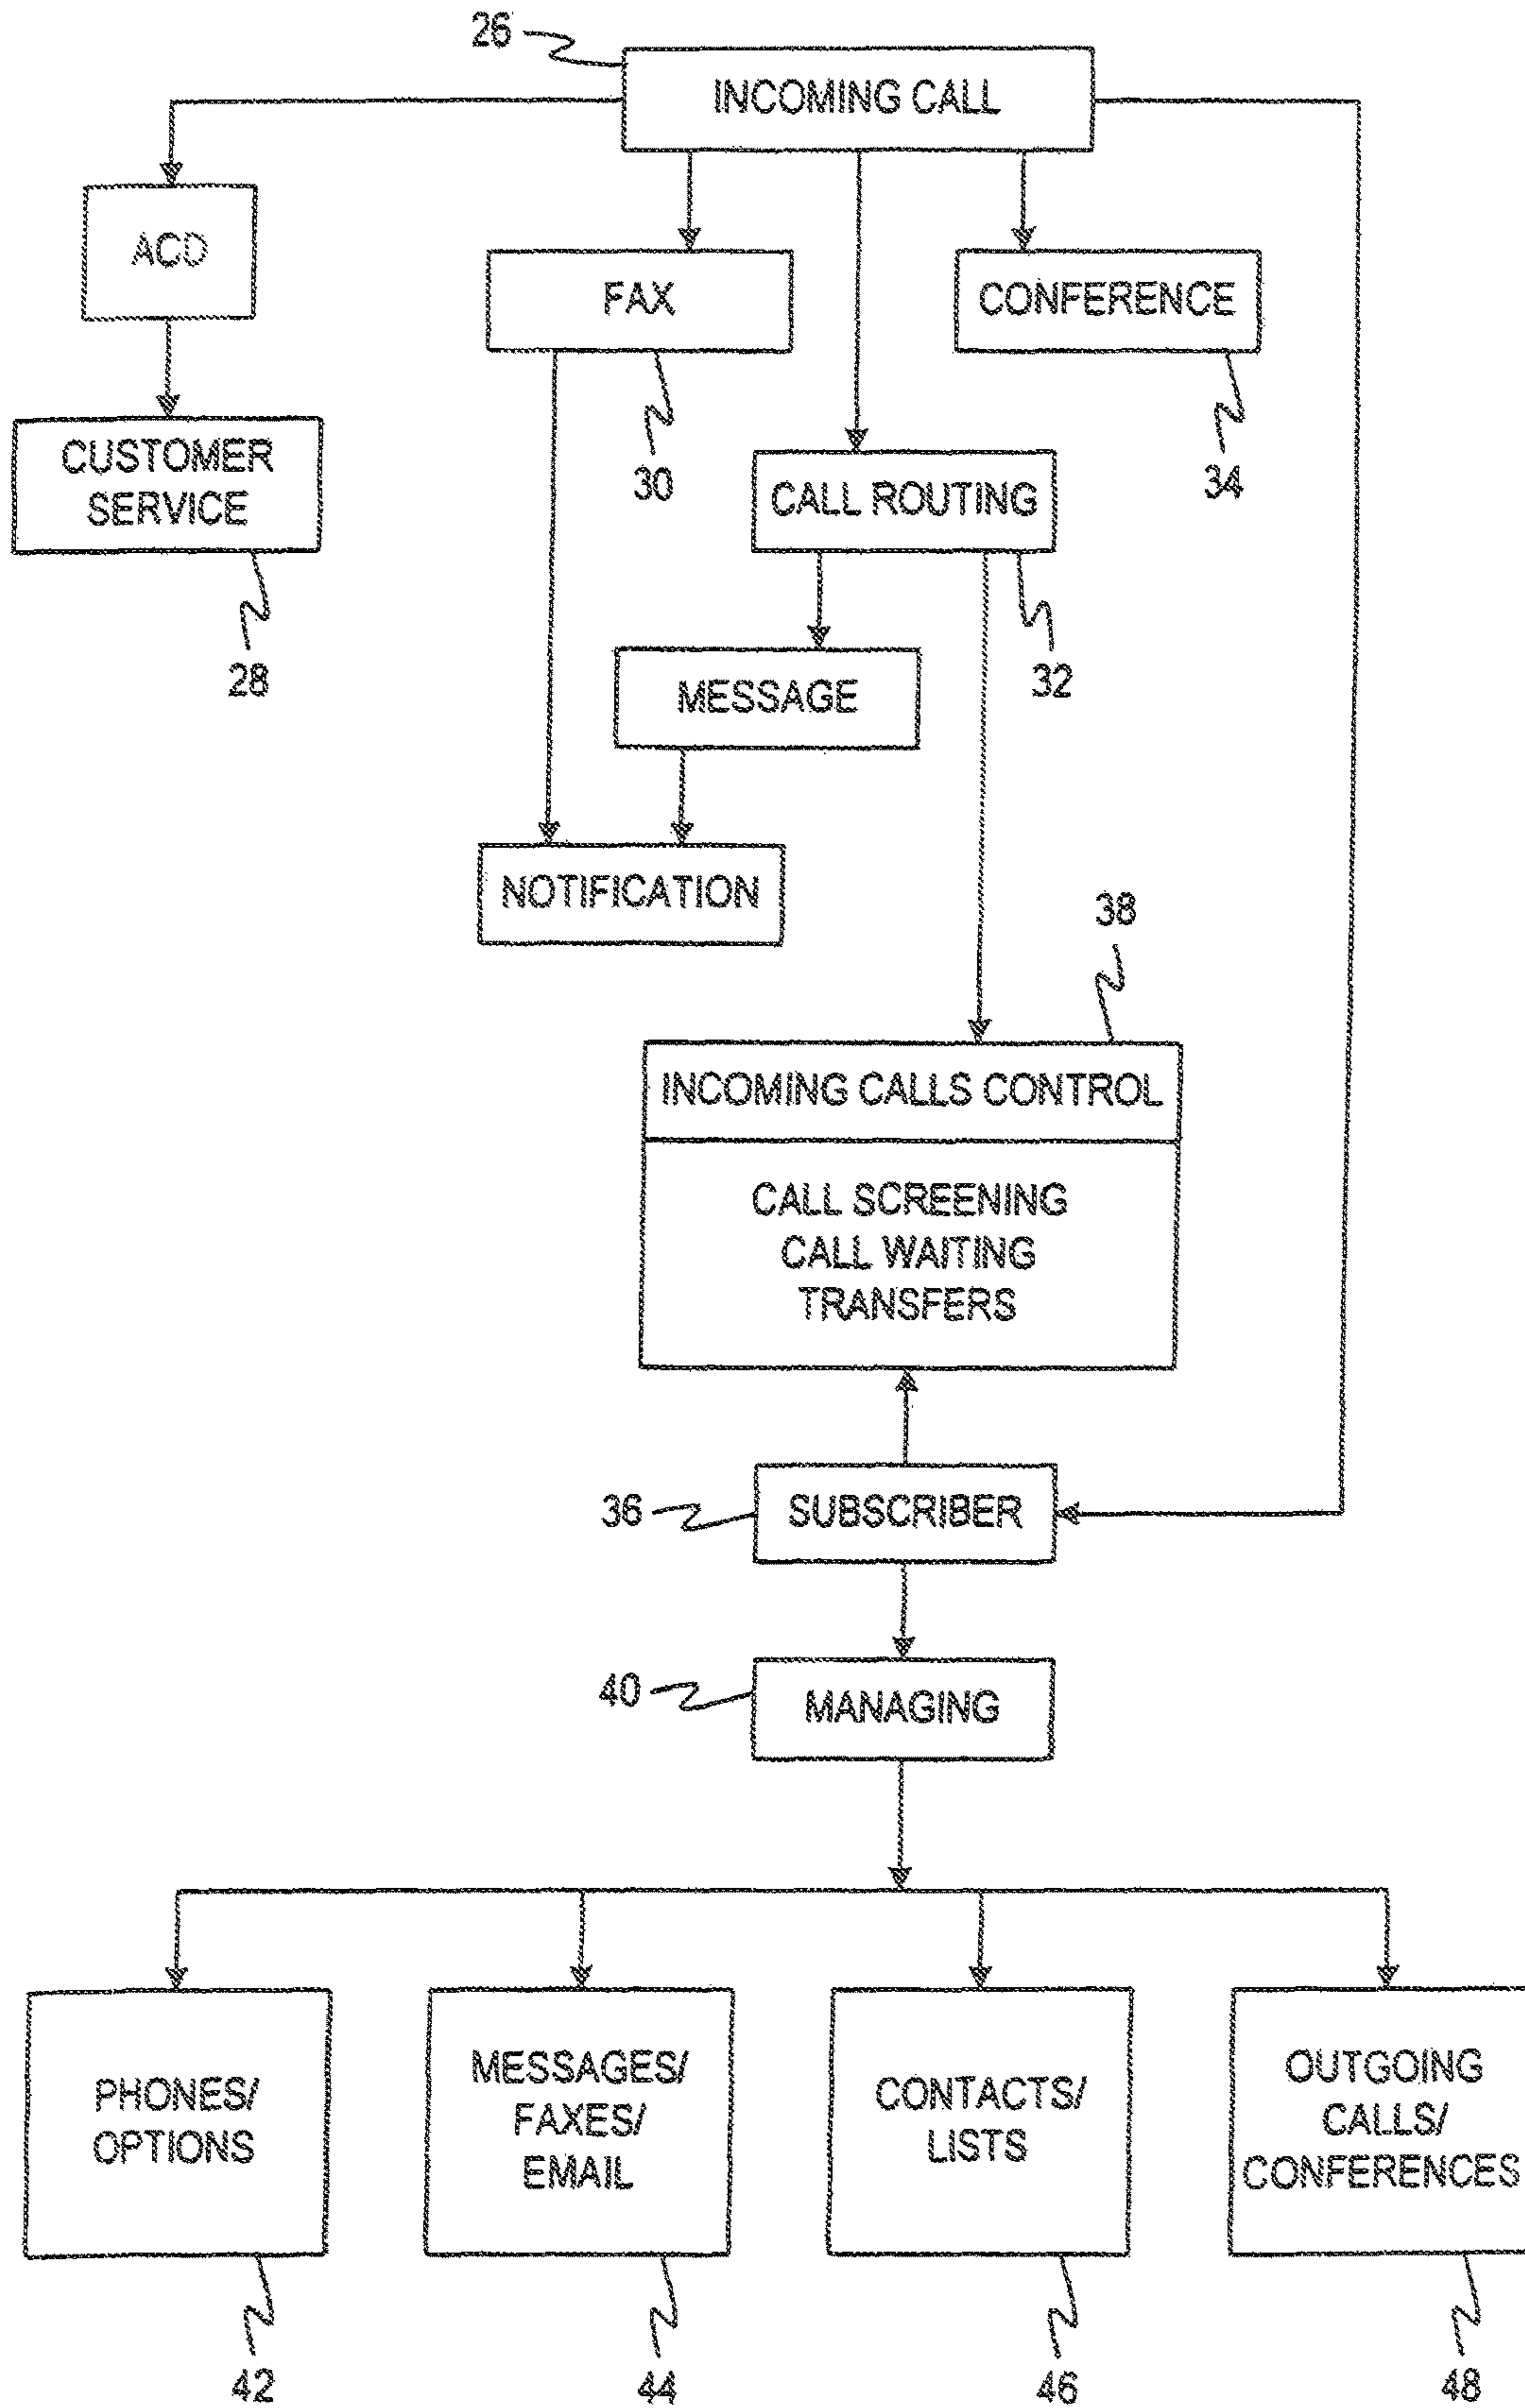 26
INCOMING CALL
ACD
FAX
CONFERENCE
CUSTOMER
SERVICE
30
CALL ROUTING
34
28
MESSAGE
32
NOTIFICATION
38
INCOMING CALLS CONTROL
CALL SCREENING
CALL WAITING
TRANSFERS
36
SUBSCRIBER
40
MANAGING
PHONES/
OPTIONS
MESSAGES/
FAXES/
EMAIL
CONTACTS/
LISTS
OUTGOING
CALLS/
CONFERENCES
42
44
46
48